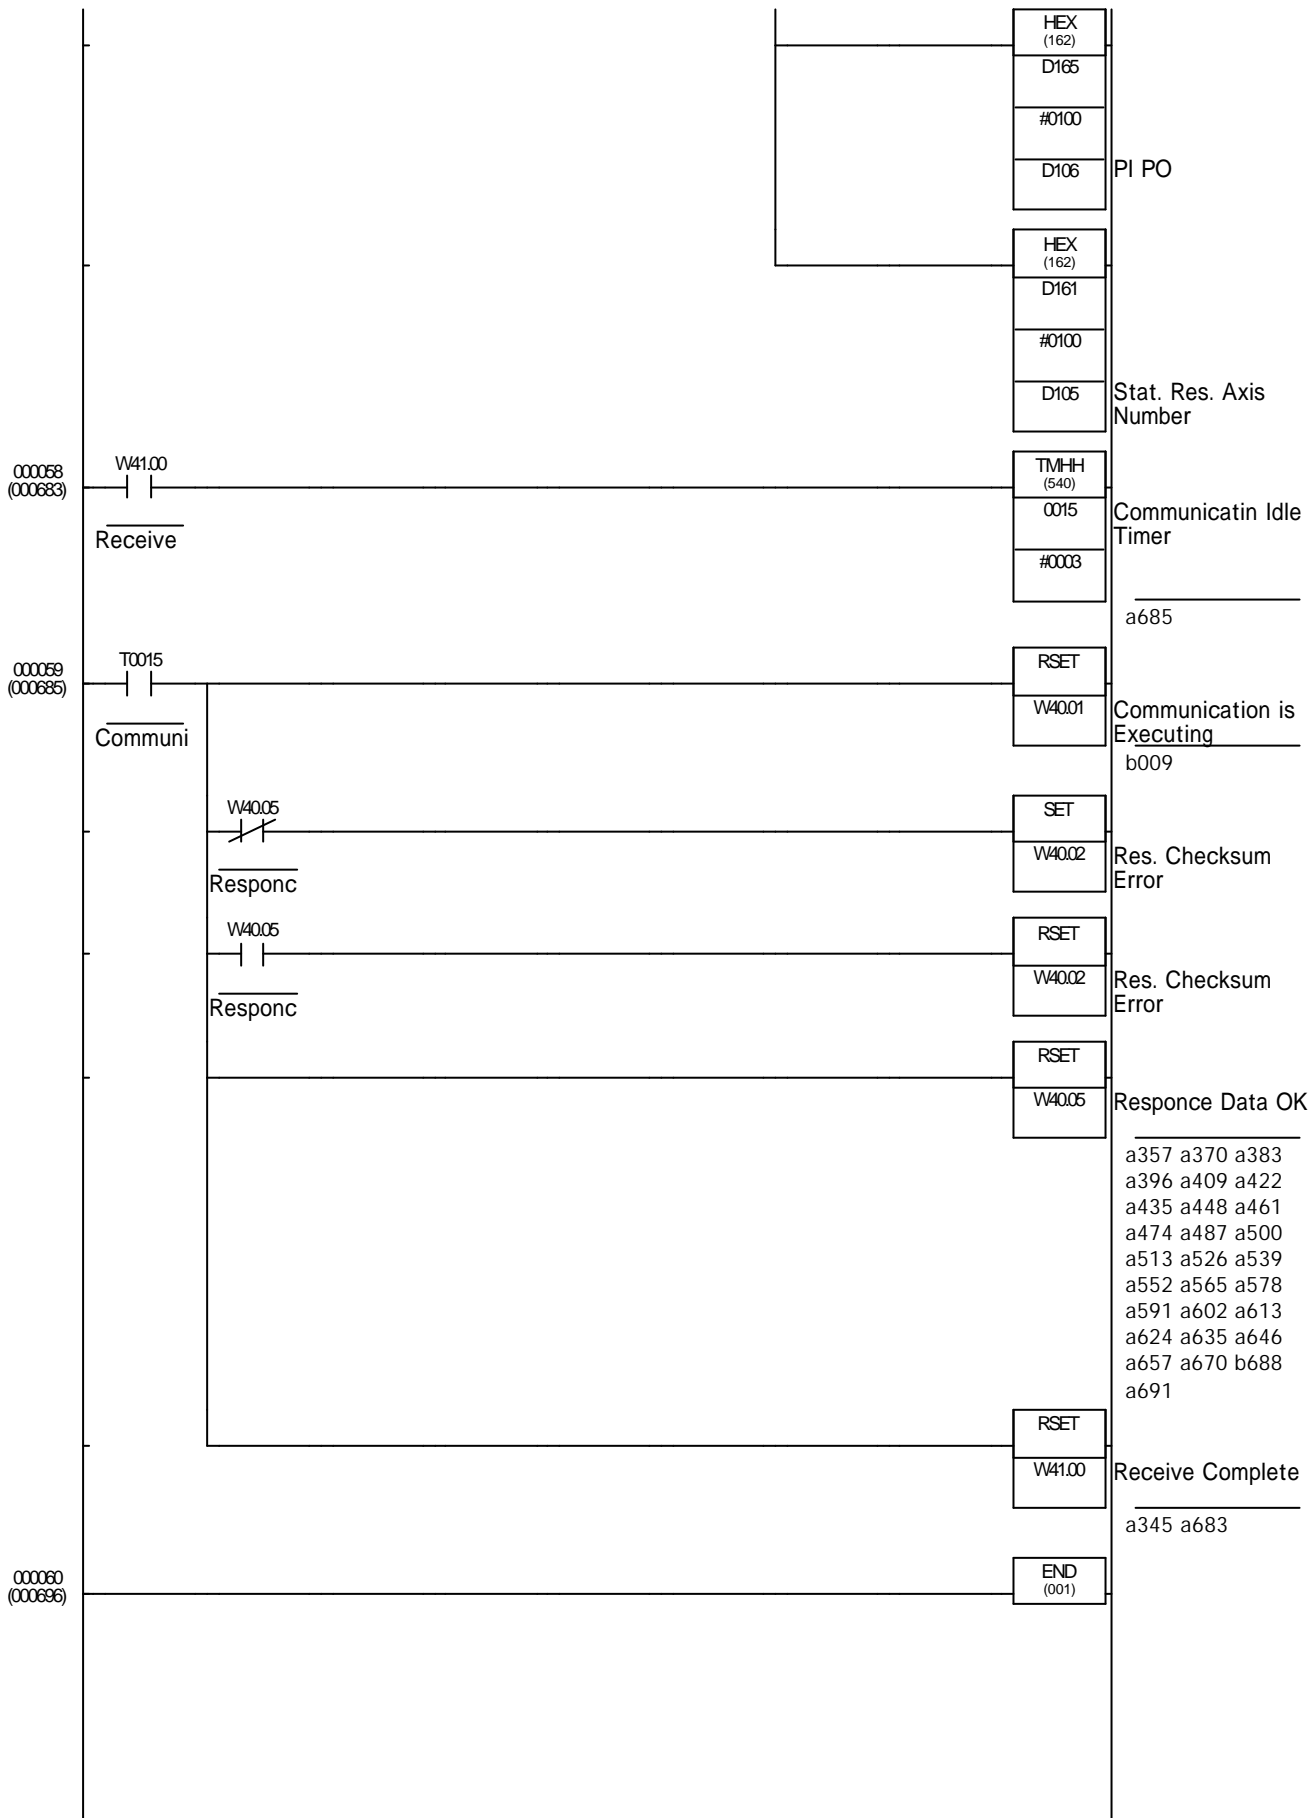 HEX
(162)
D165
#0100
D106 PI PO
HEX
(162)
D161
#0100
D105 Stat. Res. Axis
Number
000058
(000683)
W41.00
Receive
TMHH
(540)
0015 Communicatin Idle
Timer
#0003
a685
000059
(000685)
T0015
Communi
RSET
W40.01 Communication is
Executing
b009
W40.05
Responc
SET
W40.02 Res. Checksum
Error
W40.05
Responc
RSET
W40.02 Res. Checksum
Error
RSET
W40.05 Responce Data OK
a357 a370 a383
a396 a409 a422
a435 a448 a461
a474 a487 a500
a513 a526 a539
a552 a565 a578
a591 a602 a613
a624 a635 a646
a657 a670 b688
a691
RSET
W41.00 Receive Complete
a345 a683
000060
(000696)
END
(001)